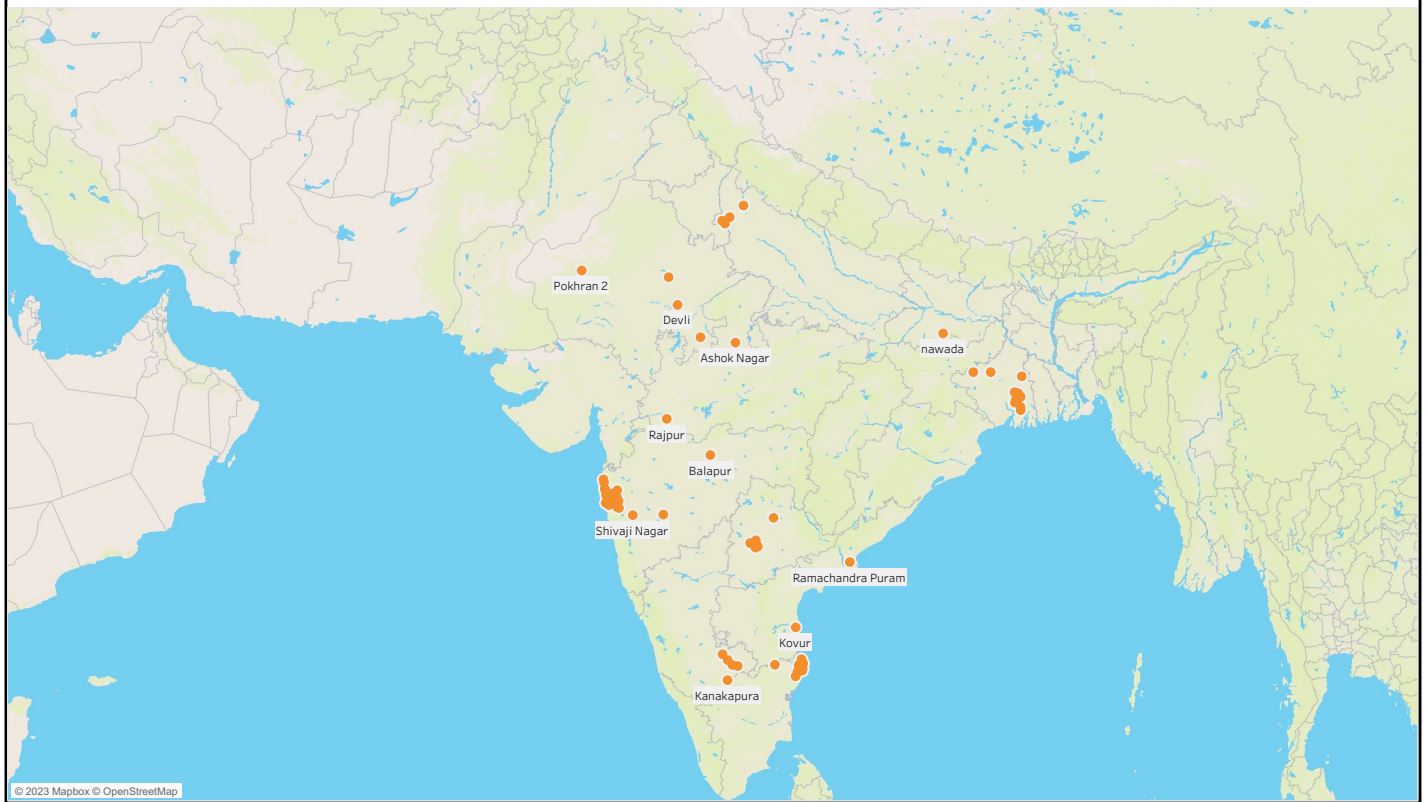 Pokhran 2
Devli
Ashok Nagar
nawada
Rajpur
Balapur
Shivaji Nagar
Ramachandra Puram
Kovur
Kanakapura
© 2023 Mapbox © OpenStreetMap